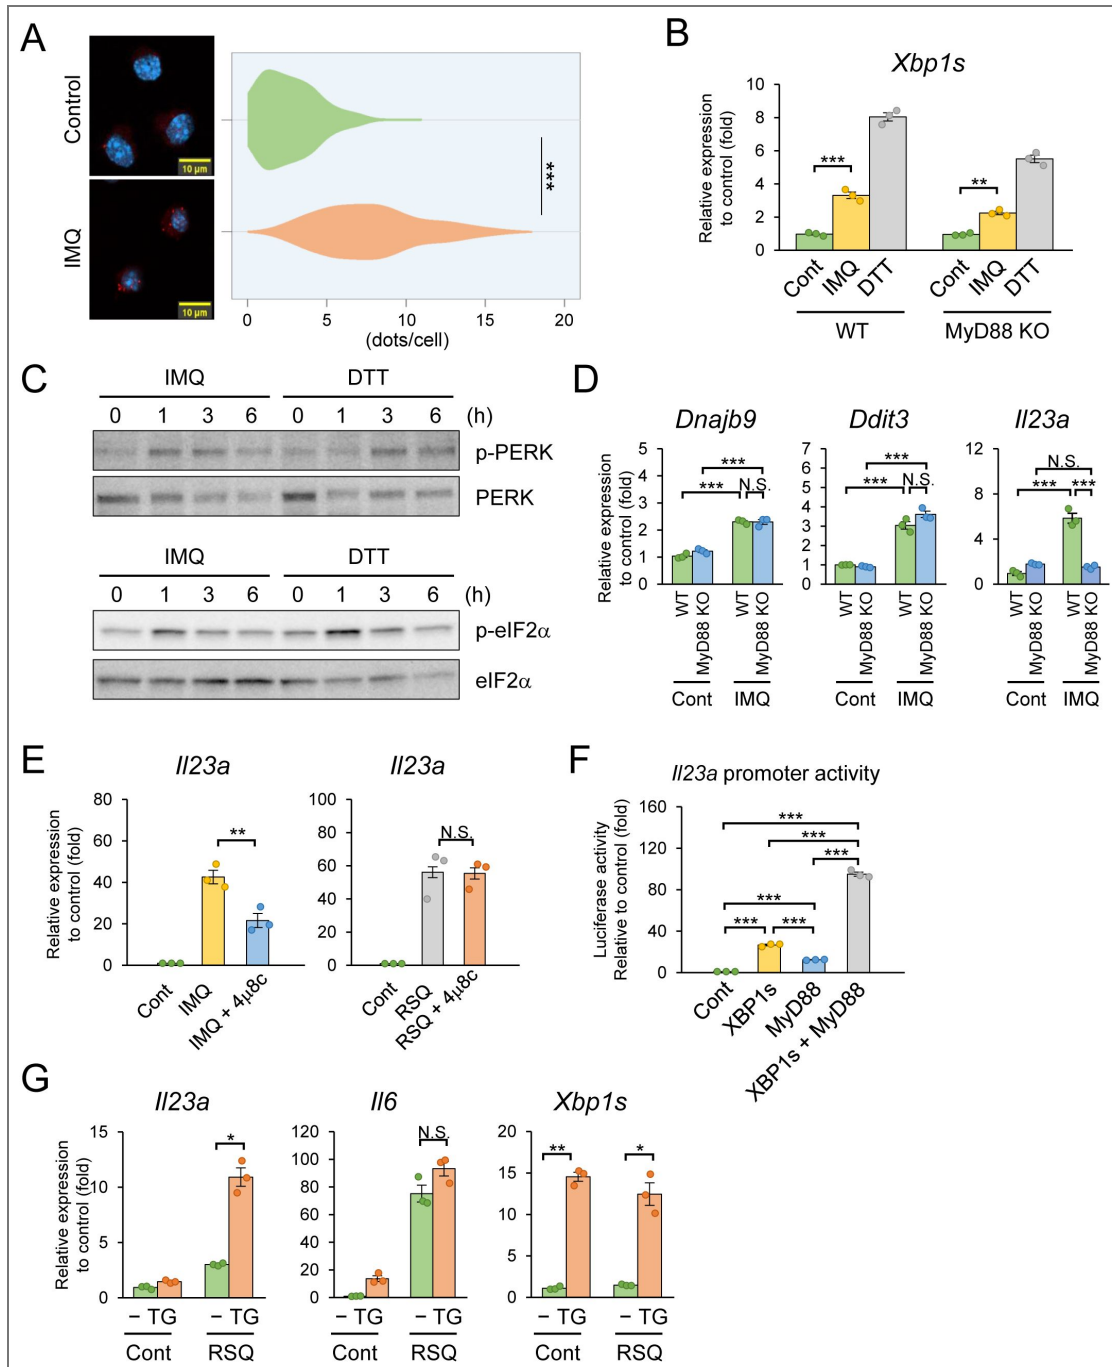 A
Control
10 µm
IMQ
10 µm
***
0 5 10 15 20
(dots/cell)
B
Xbp1s
Relative expression
to control (fold)
10
8
6
4
2
0
***
**
Cont IMQ DTT Cont IMQ DTT
WT MyD88 KO
C
IMQ DTT
0 1 3 6 0 1 3 6 (h)
p-PERK
PERK
IMQ DTT
0 1 3 6 0 1 3 6 (h)
p-eIF2α
eIF2α
D
Dnajb9
Relative expression
to control (fold)
5
4
3
2
1
0
***
*** N.S.
WT MyD88 KO WT MyD88 KO
Cont IMQ
Ddit3
7
6
5
4
3
2
1
0
***
*** N.S.
WT MyD88 KO WT MyD88 KO
Cont IMQ
Il23a
12
9
6
3
0
N.S.
*** ***
WT MyD88 KO WT MyD88 KO
Cont IMQ
E
Il23a
Relative expression
to control (fold)
80
60
40
20
0
**
Cont IMQ IMQ + 4µ8c
Il23a
100
80
60
40
20
0
N.S.
Cont RSQ RSQ + 4µ8c
F
Il23a promoter activity
Luciferase activity
Relative to control (fold)
160
120
80
40
0
***
***
***
***
*** ***
Cont XBP1s MyD88 XBP1s + MyD88
G
Il23a
Relative expression
to control (fold)
15
10
5
0
*
– TG – TG
Cont RSQ
Il6
120
100
80
60
40
20
0
N.S.
– TG – TG
Cont RSQ
Xbp1s
20
15
10
5
0
** *
– TG – TG
Cont RSQ